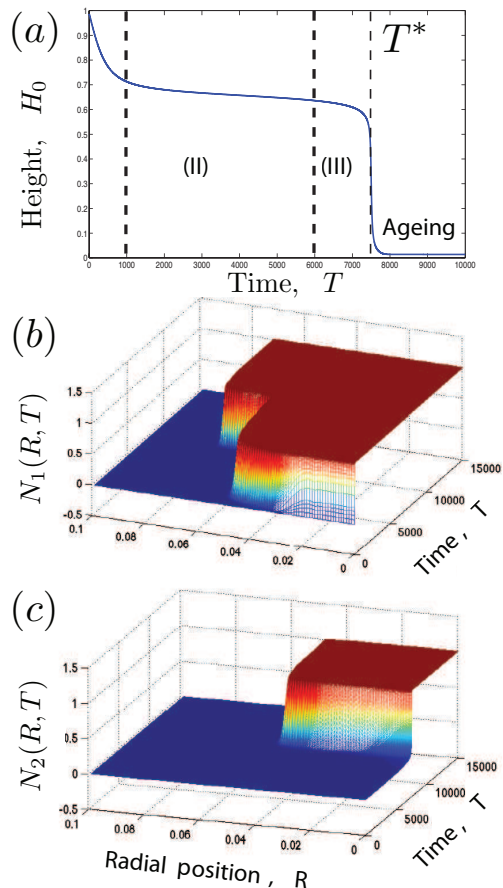 (a)
T*
Height, H0
1
0.9
0.8
0.7
0.6
0.5
0.4
0.3
0.2
0.1
0
(II)
(III)
Ageing
0 1000 2000 3000 4000 5000 6000 7000 8000 9000 10000
Time, T
(b)
N1(R,T)
1.5
1
0.5
0
-0.5
0.1 0.08 0.06 0.04 0.02 0
0 5000 10000 15000
Time, T
(c)
N2(R,T)
1.5
1
0.5
0
-0.5
0.1 0.08 0.06 0.04 0.02 0
0 5000 10000 15000
Time, T
Radial position, R